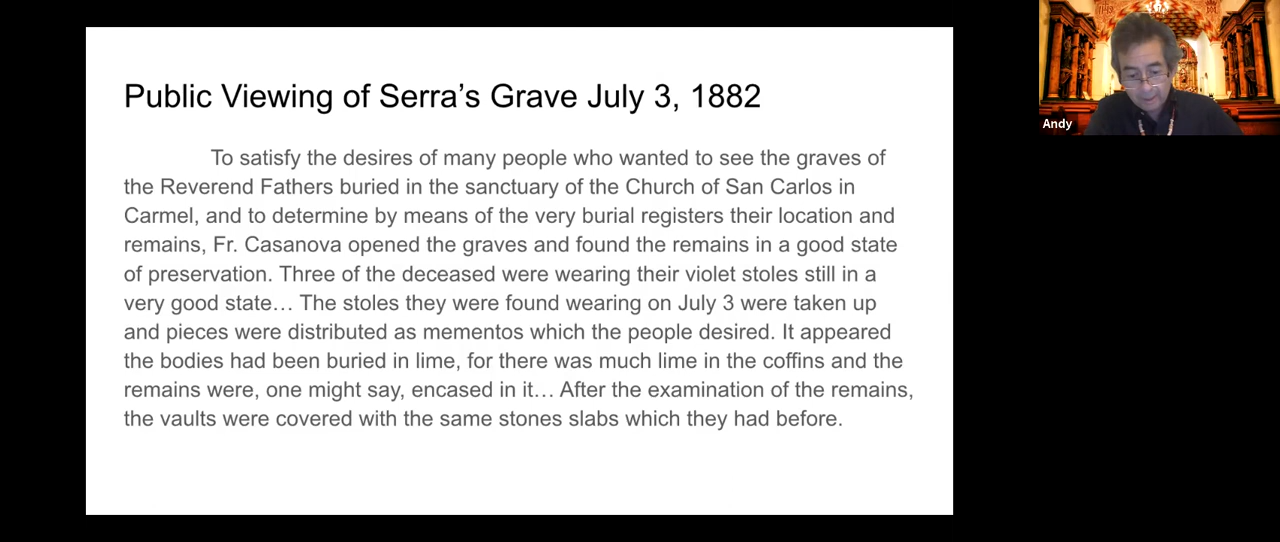 Public Viewing of Serra’s Grave July 3, 1882
To satisfy the desires of many people who wanted to see the graves of
the Reverend Fathers buried in the sanctuary of the Church of San Carlos in
Carmel, and to determine by means of the very burial registers their location and
remains, Fr. Casanova opened the graves and found the remains in a good state
of preservation. Three of the deceased were wearing their violet stoles still in a
very good state… The stoles they were found wearing on July 3 were taken up
and pieces were distributed as mementos which the people desired. It appeared
the bodies had been buried in lime, for there was much lime in the coffins and the
remains were, one might say, encased in it… After the examination of the remains,
the vaults were covered with the same stones slabs which they had before.
Andy